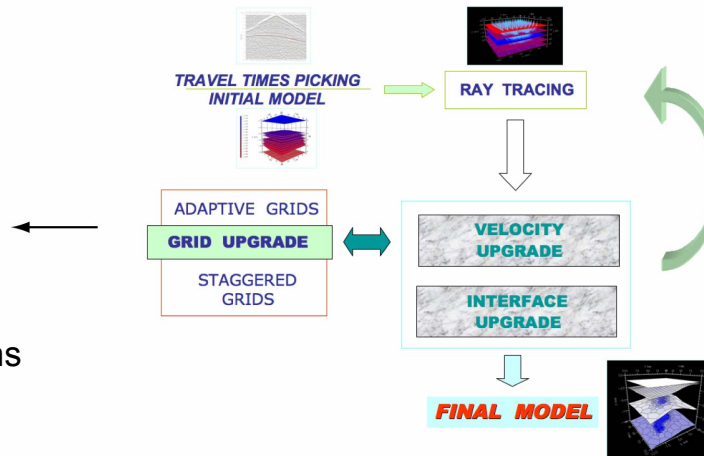 TRAVEL TIMES PICKING
INITIAL MODEL
RAY TRACING
ADAPTIVE GRIDS
GRID UPGRADE
STAGGERED
GRIDS
VELOCITY
UPGRADE
INTERFACE
UPGRADE
FINAL MODEL